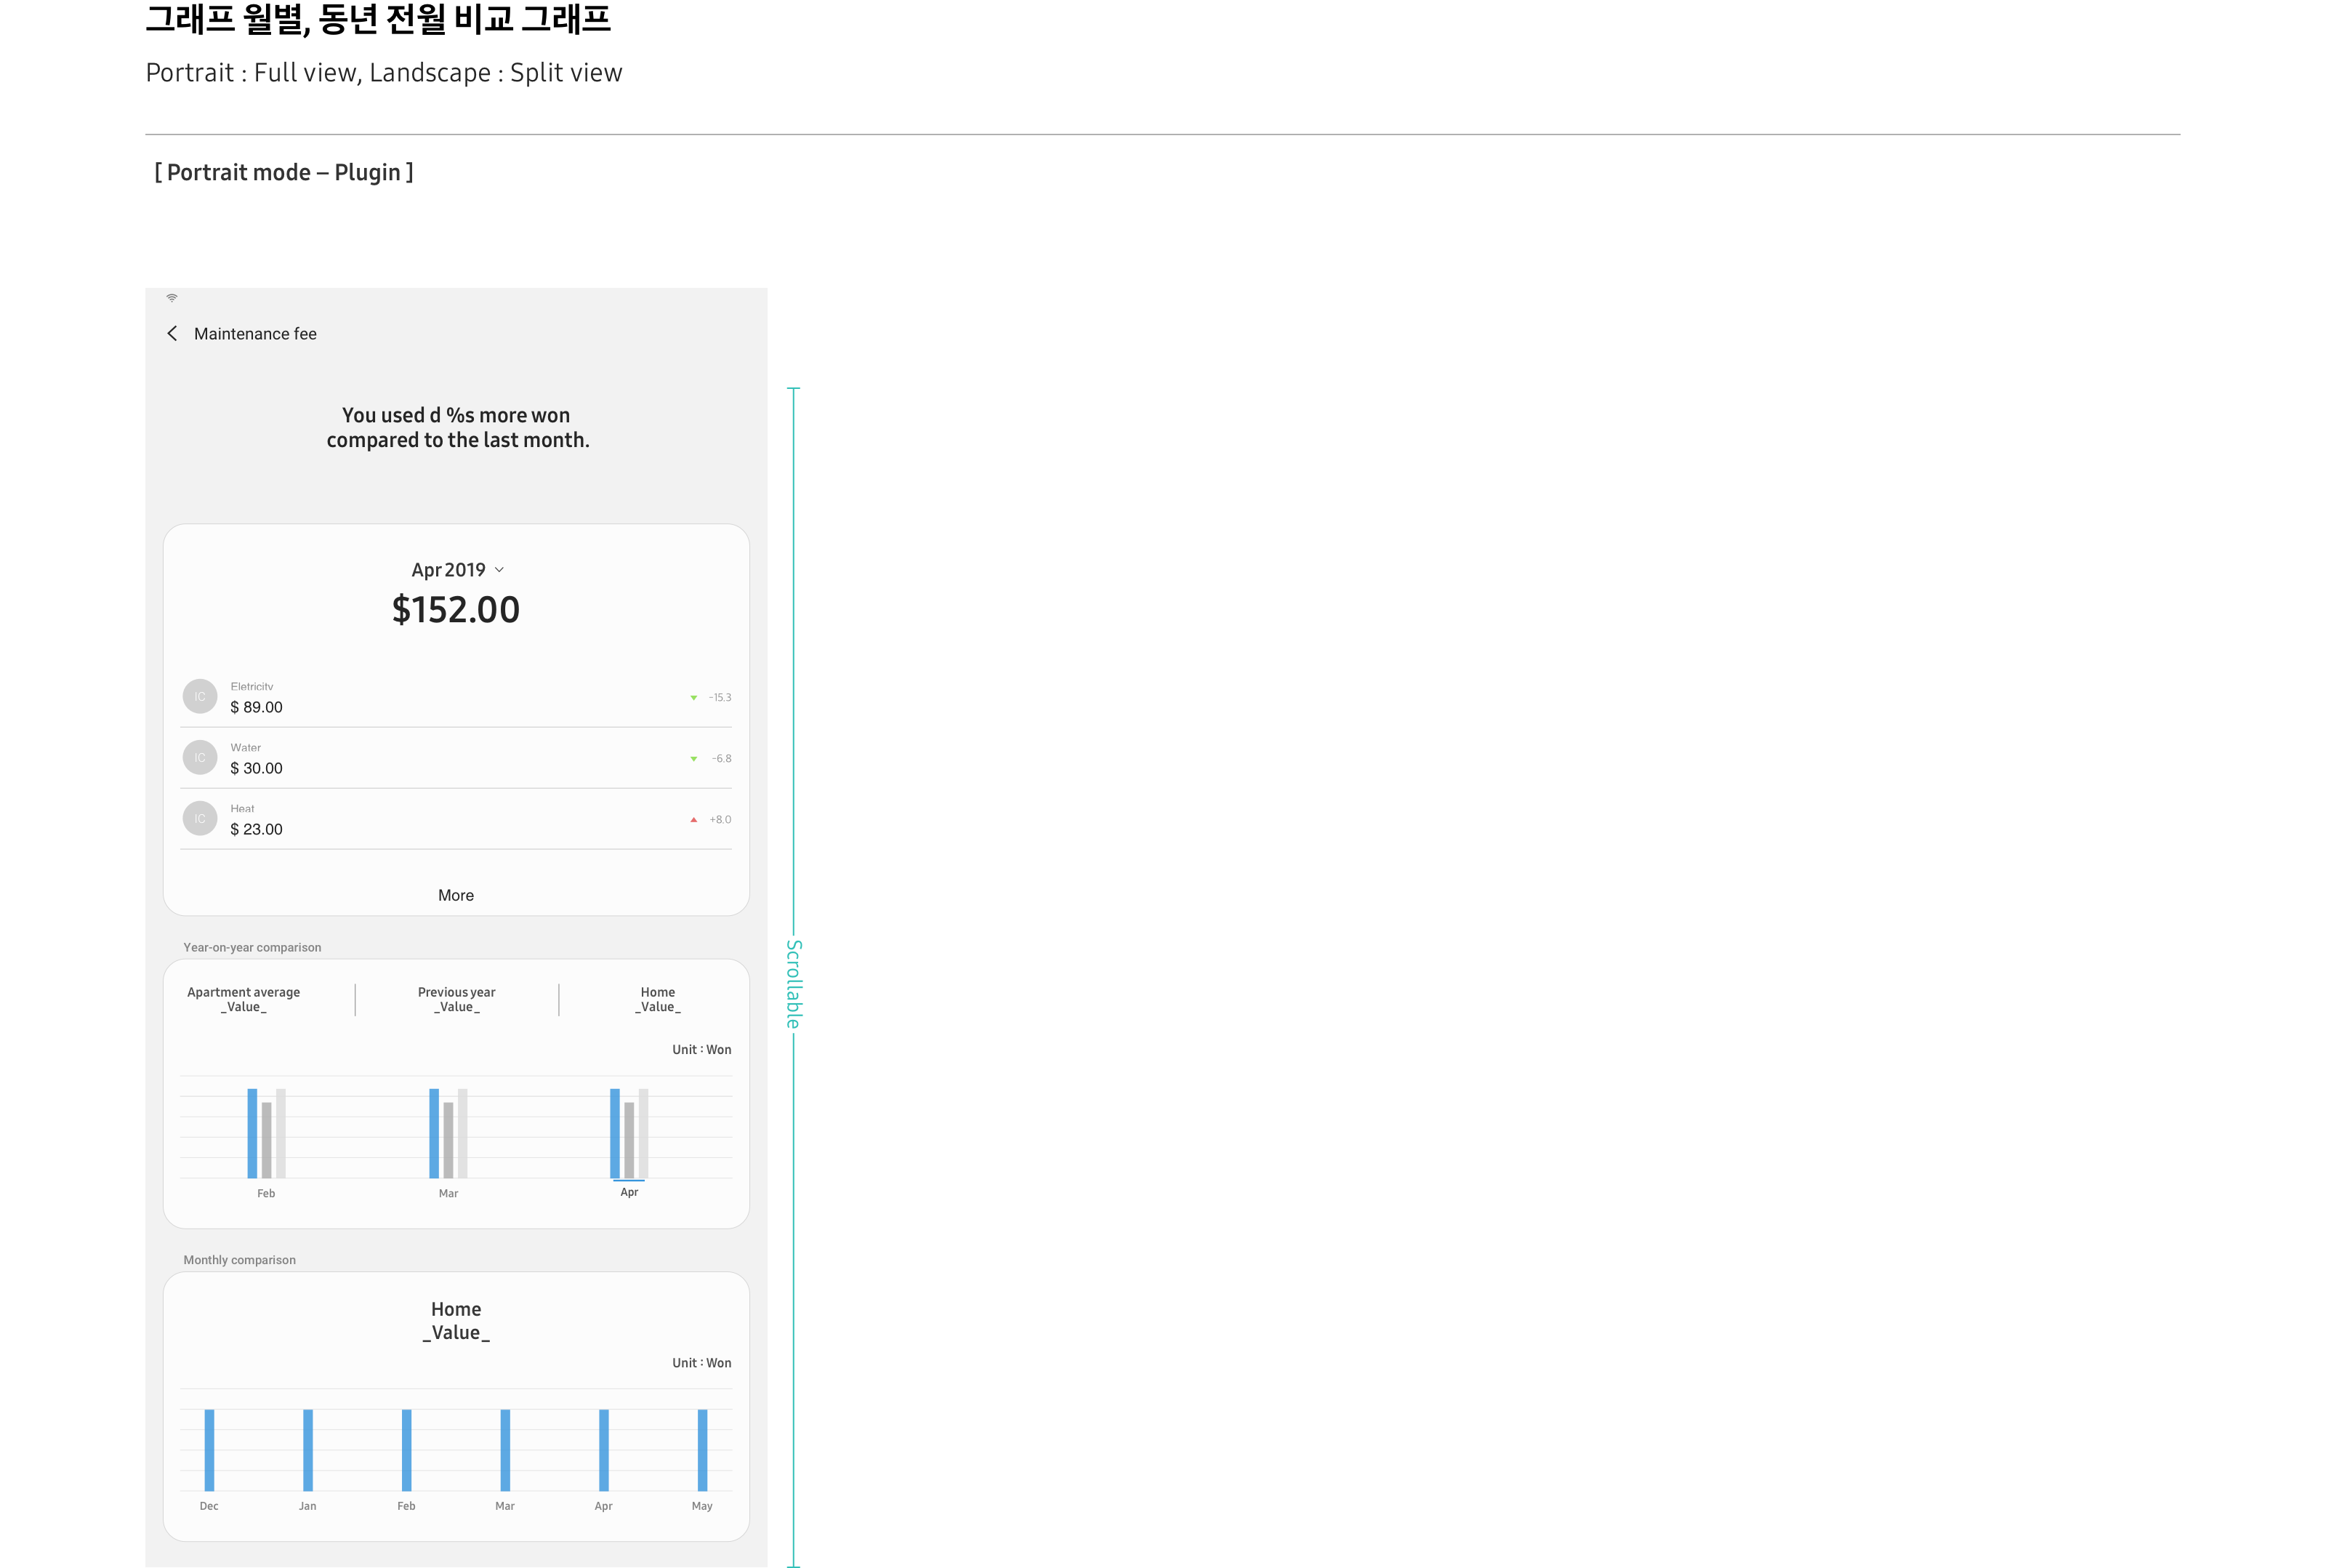 그래프 월별, 동년 전월 비교 그래프
Portrait : Full view, Landscape : Split view
[ Portrait mode – Plugin ]
Maintenance fee
You used d %s more won
compared to the last month.
Apr 2019
$152.00
IC
Eletricity
$ 89.00
-15.3
IC
Water
$ 30.00
-6.8
IC
Heat
$ 23.00
+8.0
More
Scrollable
Year-on-year comparison
Apartment average
_Value_
Previous year
_Value_
Home
_Value_
Unit : Won
Feb
Mar
Apr
Monthly comparison
Home
_Value_
Unit : Won
Dec
Jan
Feb
Mar
Apr
May